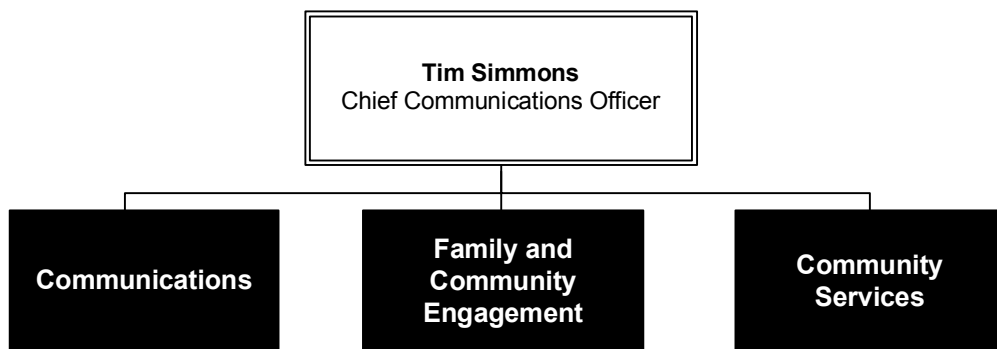 Tim Simmons
Chief Communications Officer
Communications
Family and
Community
Engagement
Community
Services